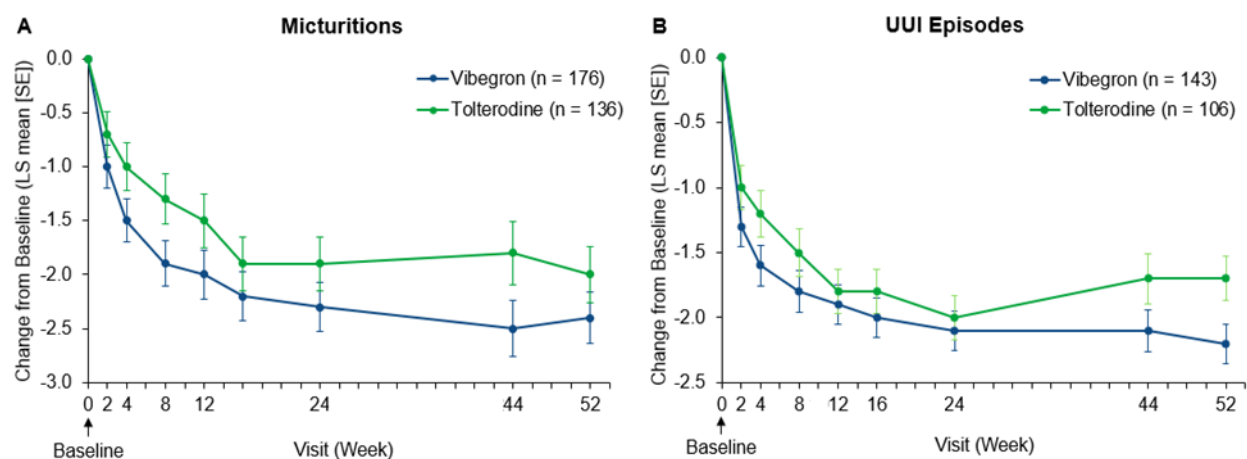 A
Micturitions
Change from Baseline (LS mean [SE])
0.0
-0.5
-1.0
-1.5
-2.0
-2.5
-3.0
Vibegron (n = 176)
Tolterodine (n = 136)
0 2 4 8 12 24 44 52
Baseline
Visit (Week)
B
UUI Episodes
Change from Baseline (LS mean [SE])
0.0
-0.5
-1.0
-1.5
-2.0
-2.5
Vibegron (n = 143)
Tolterodine (n = 106)
0 2 4 8 12 16 24 44 52
Baseline
Visit (Week)